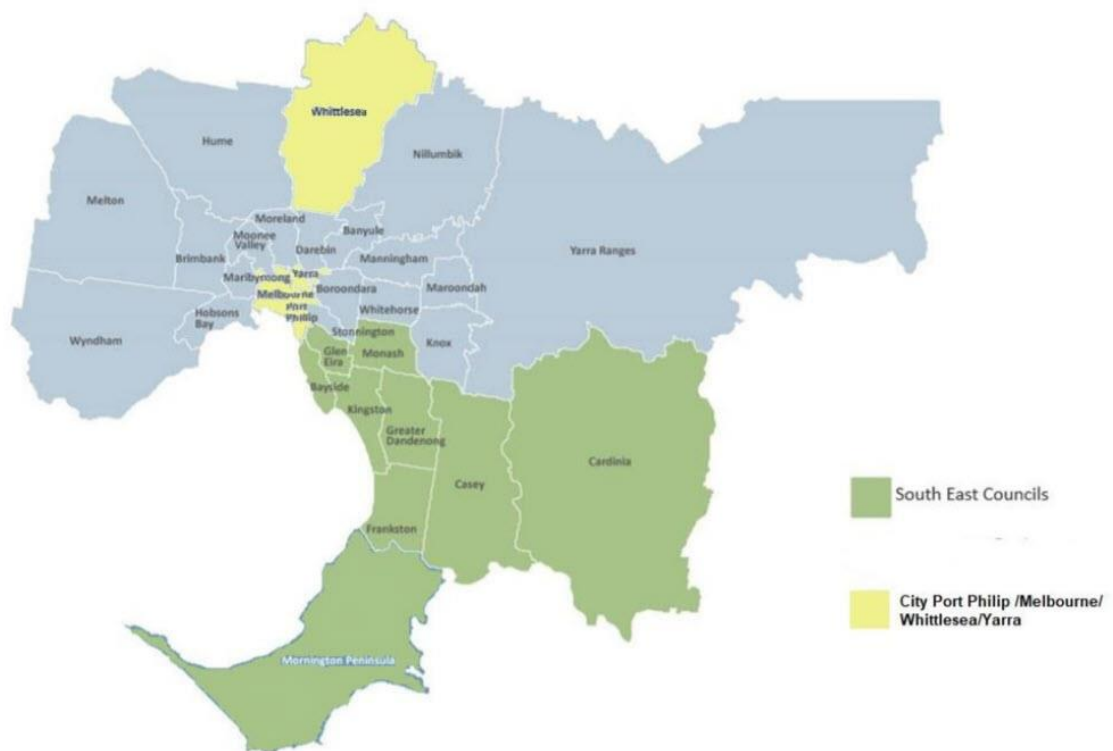 Whittlesea
Hume
Nillumbik
Melton
Moreland
Banyule
Moonee
Valley
Darebin
Yarra Ranges
Brimbank
Manningham
Maribyrnong
Yarra
Maroondah
Melbourne
Boroondara
Port
Phillip
Whitehorse
Hobsons
Bay
Wyndham
Stonnington
Knox
Glen
Eira
Monash
Bayside
Kingston
Greater
Dandenong
Cardinia
Casey
South East Councils
Frankston
City Port Philip /Melbourne/
Whittlesea/Yarra
Mornington Peninsula